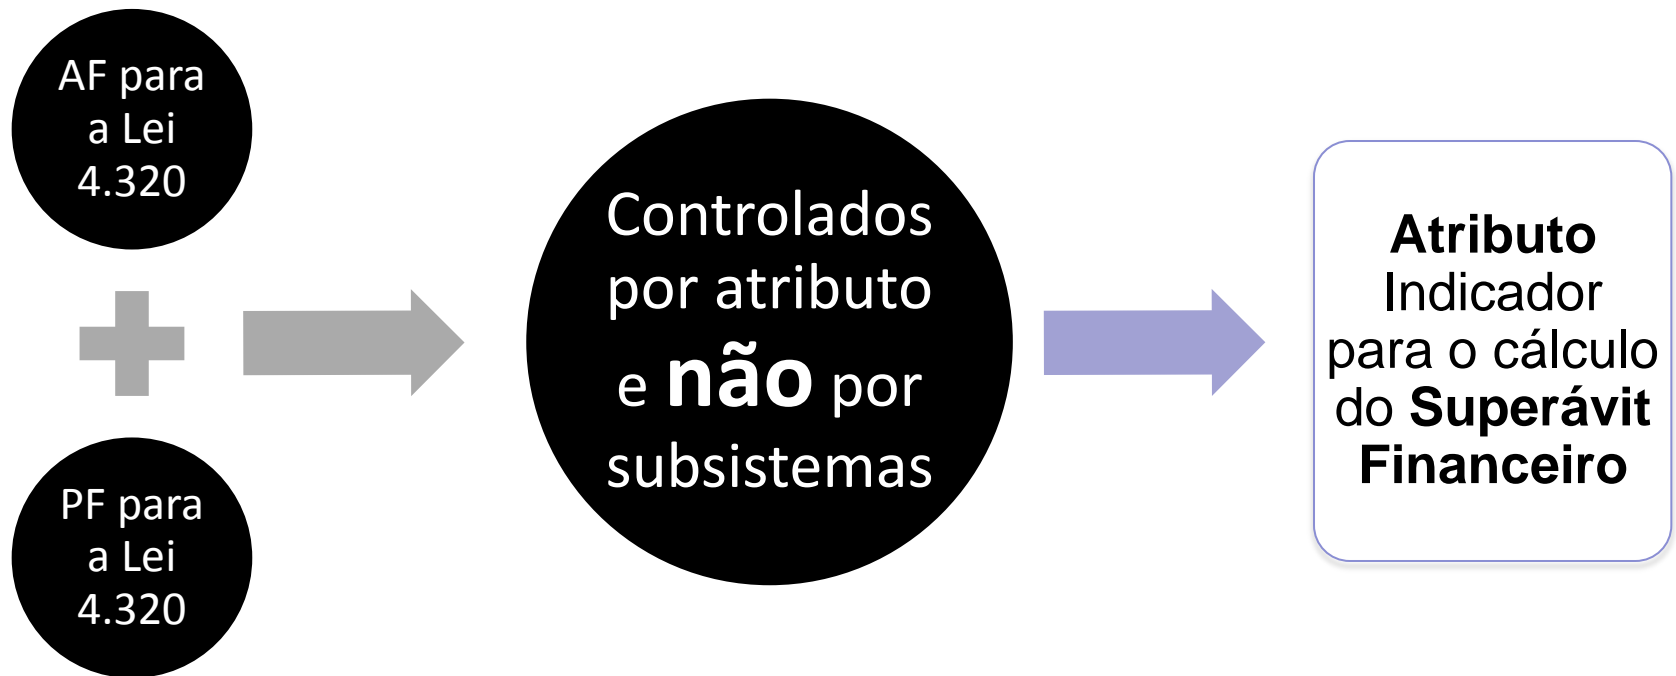 AF para
a Lei
4.320
PF para
a Lei
4.320
Controlados
por atributo
e não por
subsistemas
Atributo
Indicador
para o cálculo
do Superávit
Financeiro